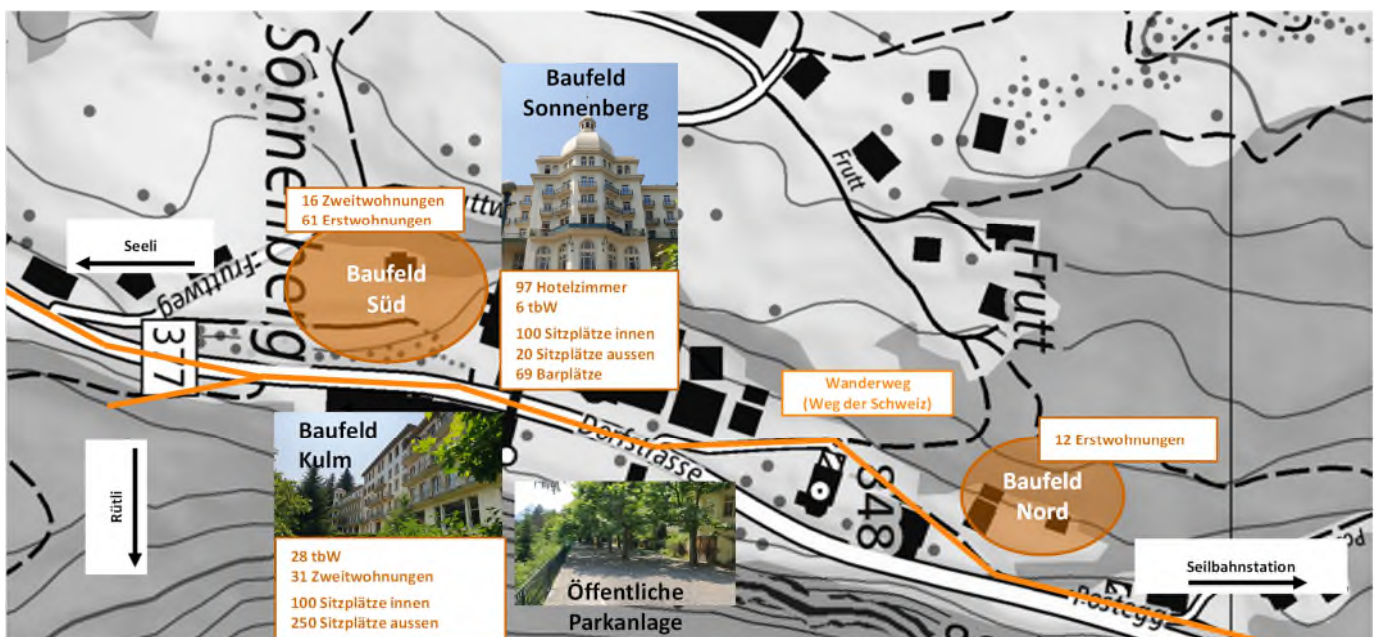 Sonnenberg
Baufeld
Sonnenberg
Frutt
16 Zweitwohnungen
61 Erstwohnungen
Seeli
Fruttweg
Baufeld
Süd
97 Hotelzimmer
6 tbW
100 Sitzplätze innen
20 Sitzplätze aussen
69 Barplätze
Frutt
377
Wanderweg
(Weg der Schweiz)
12 Erstwohnungen
Baufeld
Kulm
Dorfstrasse
848
Baufeld
Nord
Rütli
28 tbW
31 Zweitwohnungen
100 Sitzplätze innen
250 Sitzplätze aussen
Öffentliche
Parkanlage
Seilbahnstation
Postegg